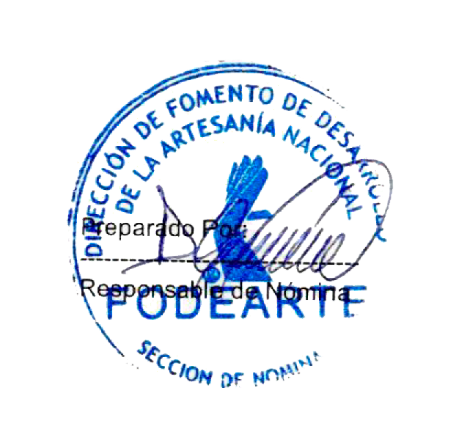 DIRECCIÓN DE FOMENTO DE DESARROLLO
DE LA ARTESANÍA NACIONAL
Preparado Por:
Responsable de Nómina
FODEARTE
SECCION DE NOMINA